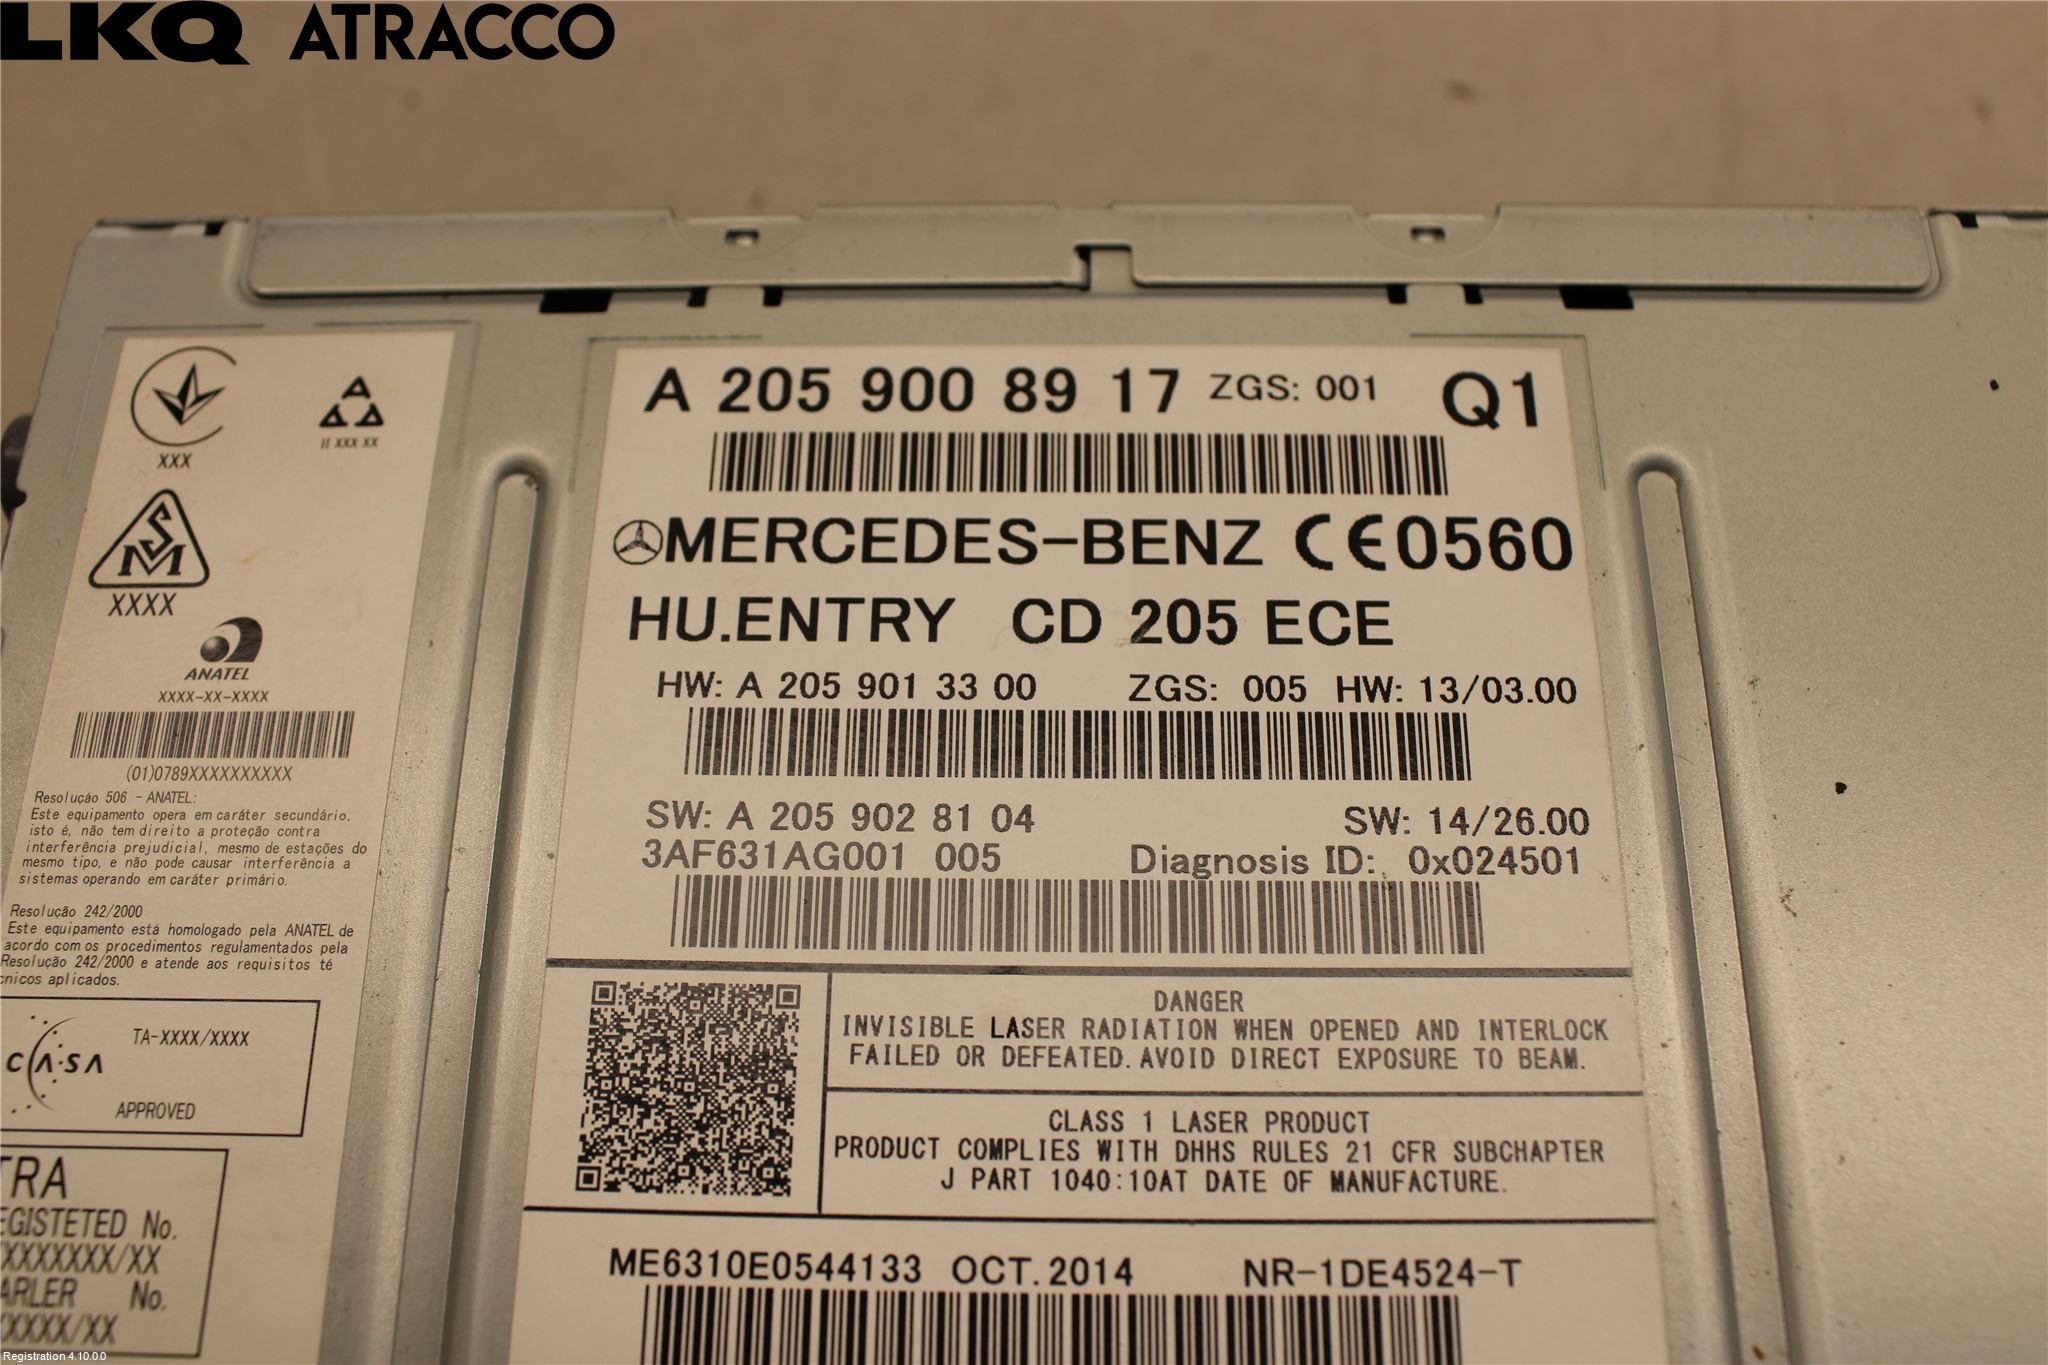 LKQ ATRACCO
A 205 900 89 17 ZGS: 001 Q1
MERCEDES-BENZ CE0560
HU.ENTRY CD 205 ECE
HW: A 205 901 33 00 ZGS: 005 HW: 13/03.00
SW: A 205 902 81 04 SW: 14/26.00
3AF631AG001 005 Diagnosis ID: 0x024501
DANGER
INVISIBLE LASER RADIATION WHEN OPENED AND INTERLOCK
FAILED OR DEFEATED. AVOID DIRECT EXPOSURE TO BEAM.
CLASS 1 LASER PRODUCT
PRODUCT COMPLIES WITH DHHS RULES 21 CFR SUBCHAPTER
J PART 1040:10AT DATE OF MANUFACTURE.
ME6310E0544133 OCT.2014 NR-1DE4524-T
XXX
H XXX XX
SM
XXXX
ANATEL
XXXX-XX-XXXX
(01)0789XXXXXXXXXX
Resolução 506 - ANATEL:
Este equipamento opera em caráter secundário,
isto é, não tem direito a proteção contra
interferência prejudicial, mesmo de estações do
mesmo tipo, e não pode causar interferência a
sistemas operando em caráter primário.
Resolução 242/2000
Este equipamento está homologado pela ANATEL de
acordo com os procedimentos regulamentados pela
Resolução 242/2000 e atende aos requisitos té
cnicos aplicados.
CASA TA-XXXX/XXXX
APPROVED
TRA
EGISTETED No.
XXXXXXX/XX
ARLER No.
XXXXX/XX
Registration 4.10.0.0